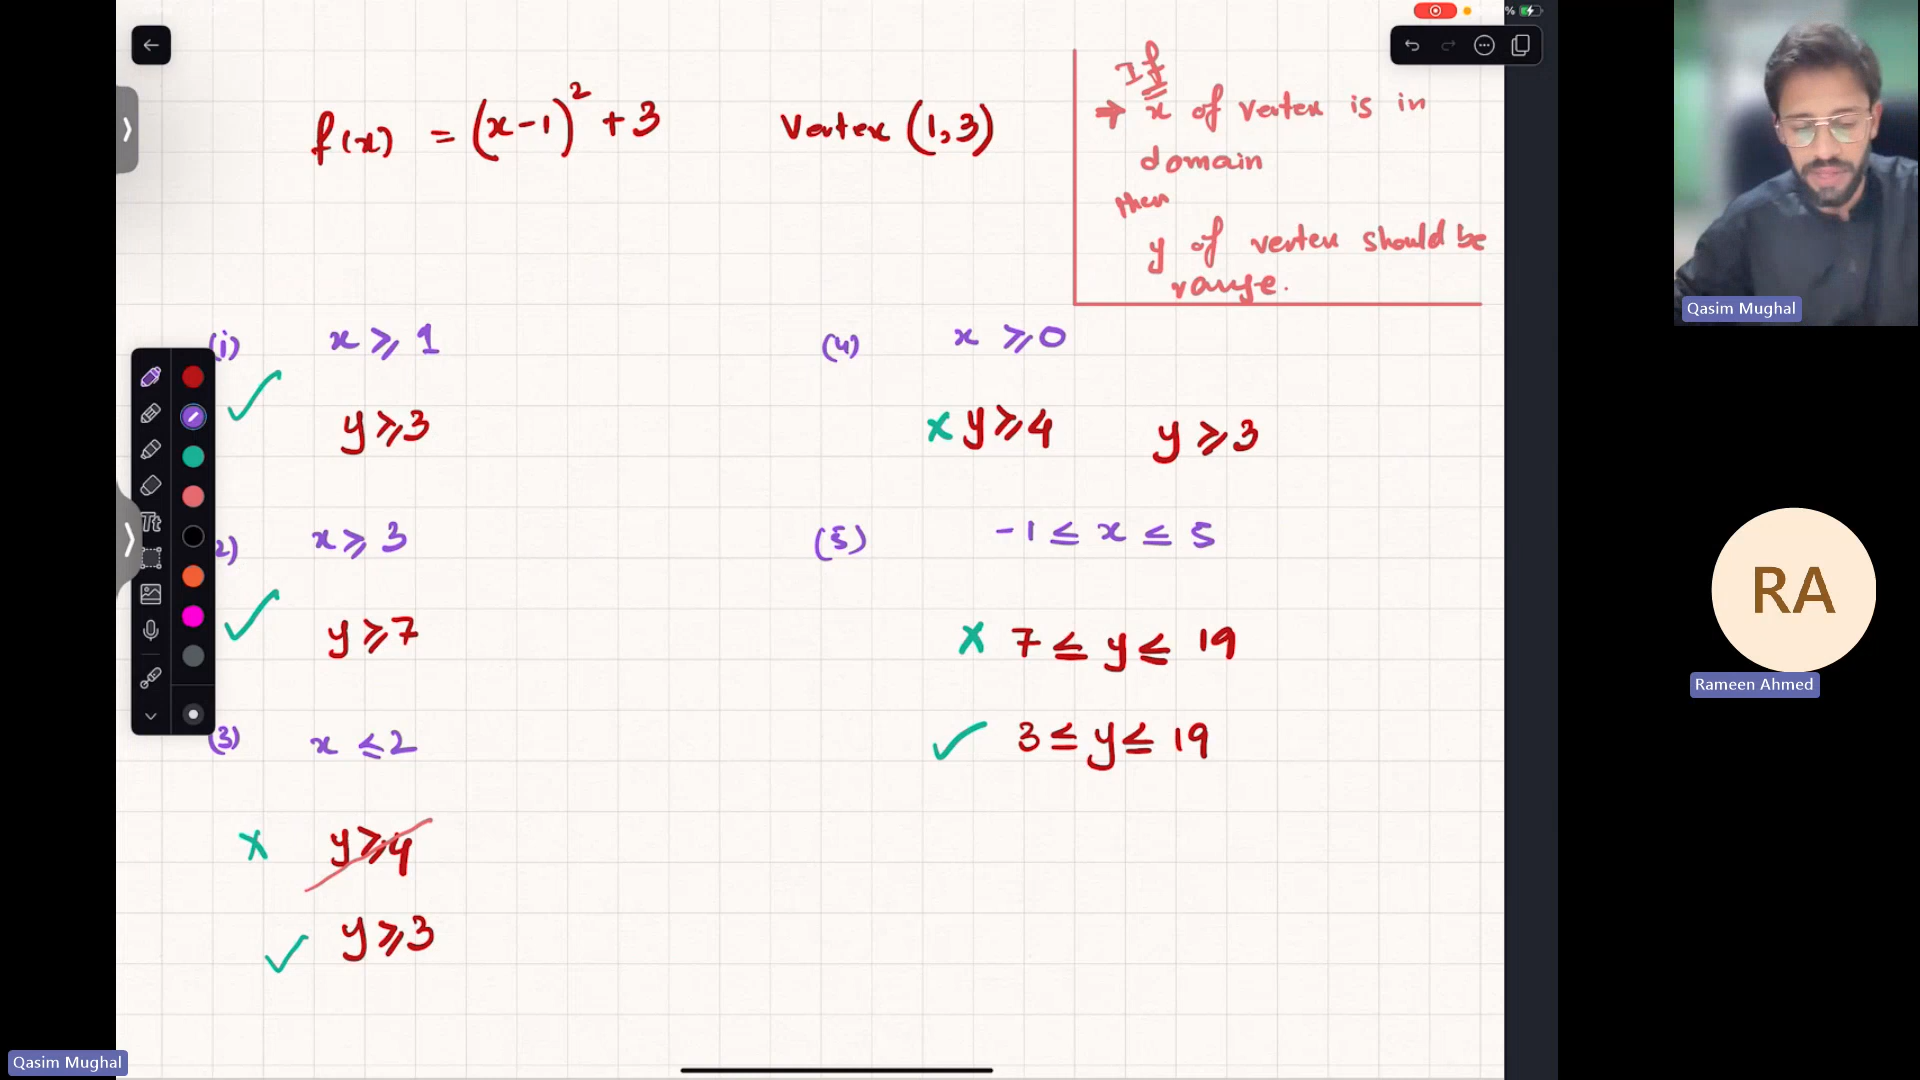 f(x) = (x-1)² + 3
Vertex (1,3)
If
→ x of vertex is in
domain
then
y of vertex should be
range.
(i) x ⩾ 1
y ⩾ 3
2) x ⩾ 3
y ⩾ 7
(3) x ≤ 2
x y ⩾ 4
y ⩾ 3
(4) x ⩾ 0
x y ⩾ 4 y ⩾ 3
(5) -1 ≤ x ≤ 5
x 7 ≤ y ≤ 19
✓ 3 ≤ y ≤ 19
Tt
%
Qasim Mughal
RA
Rameen Ahmed
Qasim Mughal